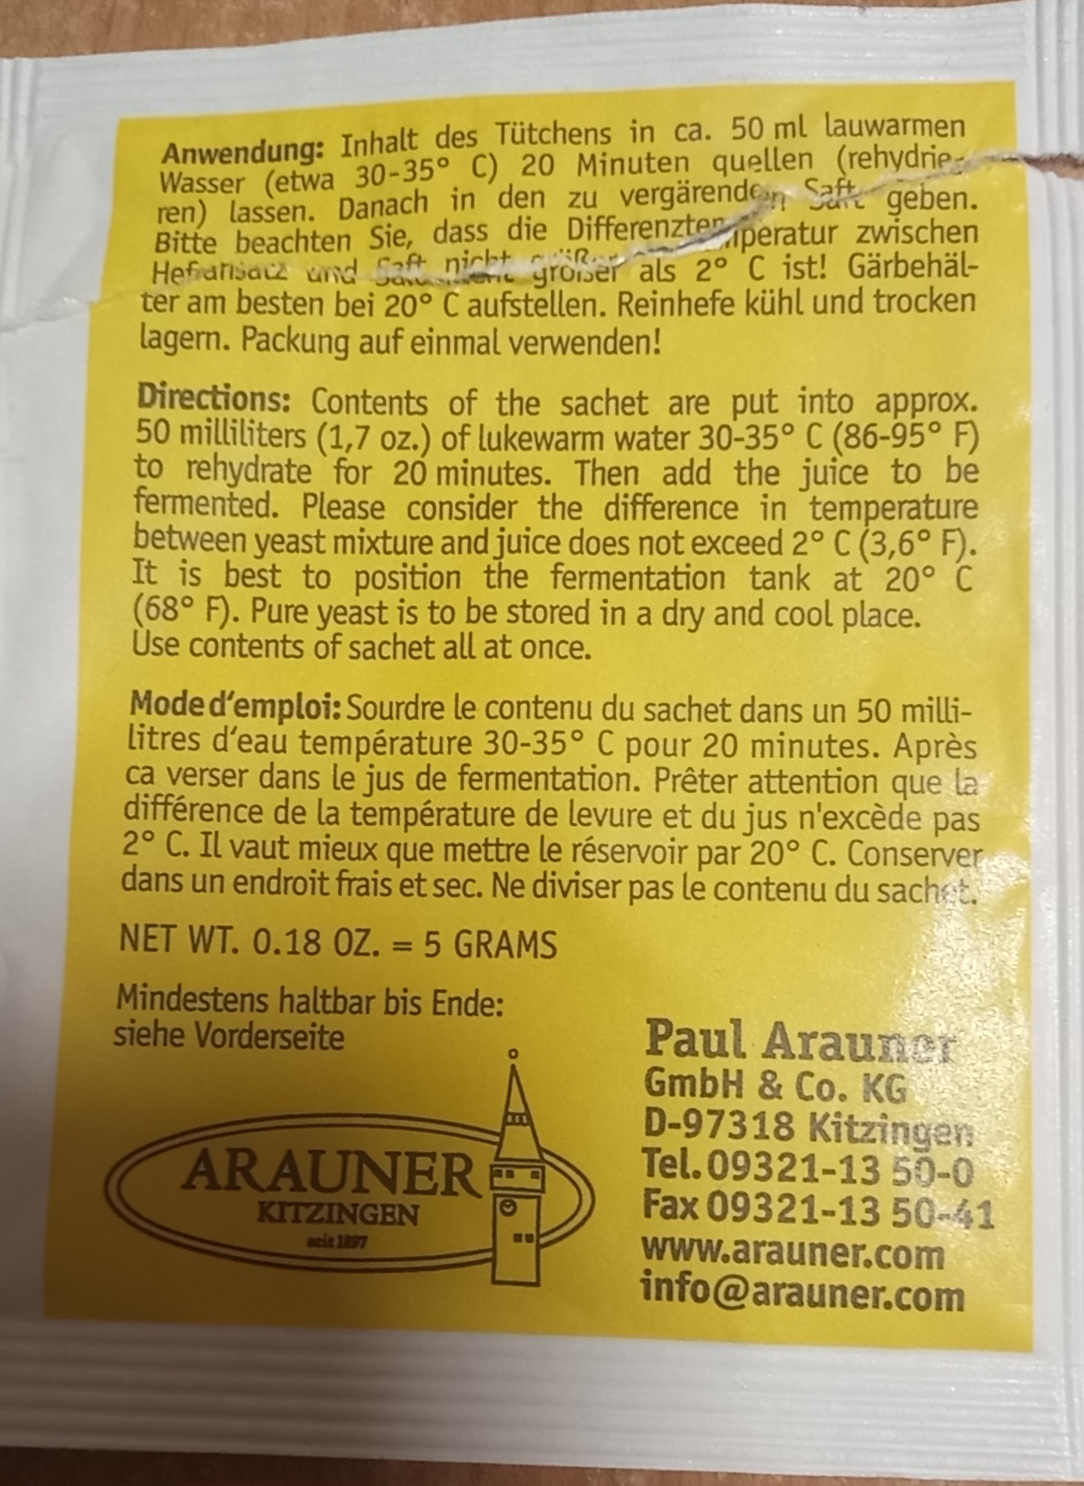 Anwendung: Inhalt des Tütchens in ca. 50 ml lauwarmen
Wasser (etwa 30-35° C) 20 Minuten quellen (rehydrie-
ren) lassen. Danach in den zu vergärenden Saft geben.
Bitte beachten Sie, dass die Differenztemperatur zwischen
Hefansatz und Saft nicht größer als 2° C ist! Gärbehäl-
ter am besten bei 20° C aufstellen. Reinhefe kühl und trocken
lagern. Packung auf einmal verwenden!
Directions: Contents of the sachet are put into approx.
50 milliliters (1,7 oz.) of lukewarm water 30-35° C (86-95° F)
to rehydrate for 20 minutes. Then add the juice to be
fermented. Please consider the difference in temperature
between yeast mixture and juice does not exceed 2° C (3,6° F).
It is best to position the fermentation tank at 20° C
(68° F). Pure yeast is to be stored in a dry and cool place.
Use contents of sachet all at once.
Mode d'emploi: Sourdre le contenu du sachet dans un 50 milli-
litres d'eau température 30-35° C pour 20 minutes. Après
ca verser dans le jus de fermentation. Prêter attention que la
différence de la température de levure et du jus n'excède pas
2° C. Il vaut mieux que mettre le réservoir par 20° C. Conserver
dans un endroit frais et sec. Ne diviser pas le contenu du sachet.
NET WT. 0.18 OZ. = 5 GRAMS
Mindestens haltbar bis Ende:
siehe Vorderseite
ARAUNER
KITZINGEN
seit 1897
Paul Arauner
GmbH & Co. KG
D-97318 Kitzingen
Tel. 09321-13 50-0
Fax 09321-13 50-41
www.arauner.com
info@arauner.com